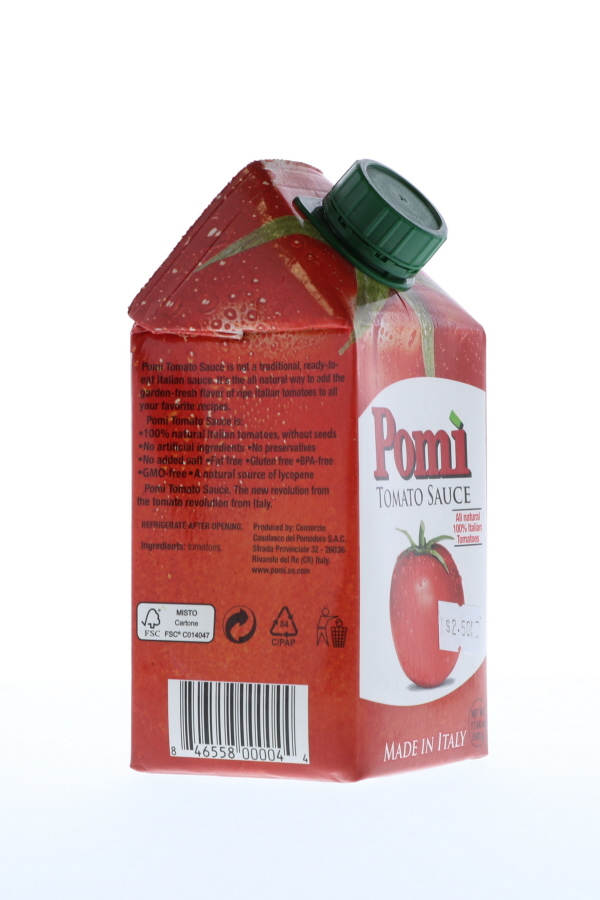 Pomi Tomato Sauce is not a traditional, ready-to-
eat Italian sauce. It's the all natural way to add the
garden-fresh flavor of ripe Italian tomatoes to all
your favorite recipes.
Pomi Tomato Sauce is:
•100% natural Italian tomatoes, without seeds
•No artificial ingredients •No preservatives
•No added salt •Fat free •Gluten free •BPA-free
•GMO-free •A natural source of lycopene
Pomi Tomato Sauce. The new revolution from
the tomato revolution from Italy.
REFRIGERATE AFTER OPENING.
Ingredients: tomatoes.
Produced by: Consorzio
Casalasco del Pomodoro S.A.C.
Strada Provinciale 32 - 26036
Rivarolo del Re (CR) Italy.
www.pomi.us.com
FSC
MISTO
Cartone
FSC® C014047
84
C/PAP
8 46558 00004 4
Pomì
TOMATO SAUCE
All natural
100% Italian
Tomatoes
MADE IN ITALY